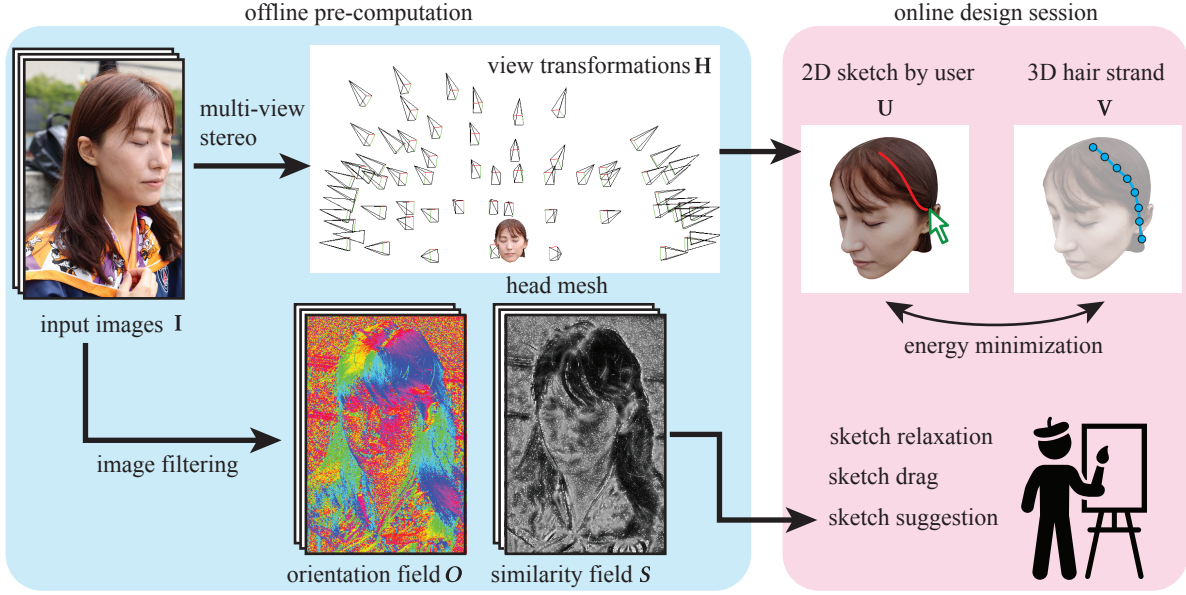 offline pre-computation
online design session
view transformations H
multi-view
stereo
2D sketch by user
U
3D hair strand
V
head mesh
input images I
energy minimization
image filtering
sketch relaxation
sketch drag
sketch suggestion
orientation field O
similarity field S